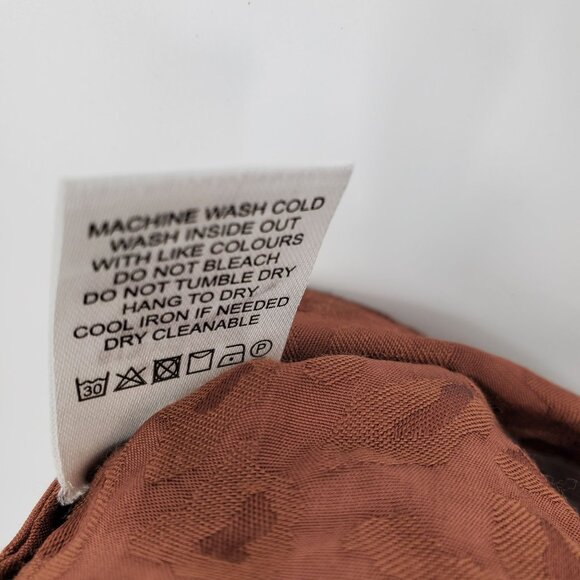 MACHINE WASH COLD
WASH INSIDE OUT
WITH LIKE COLOURS
DO NOT BLEACH
DO NOT TUMBLE DRY
HANG TO DRY
COOL IRON IF NEEDED
DRY CLEANABLE
30 P